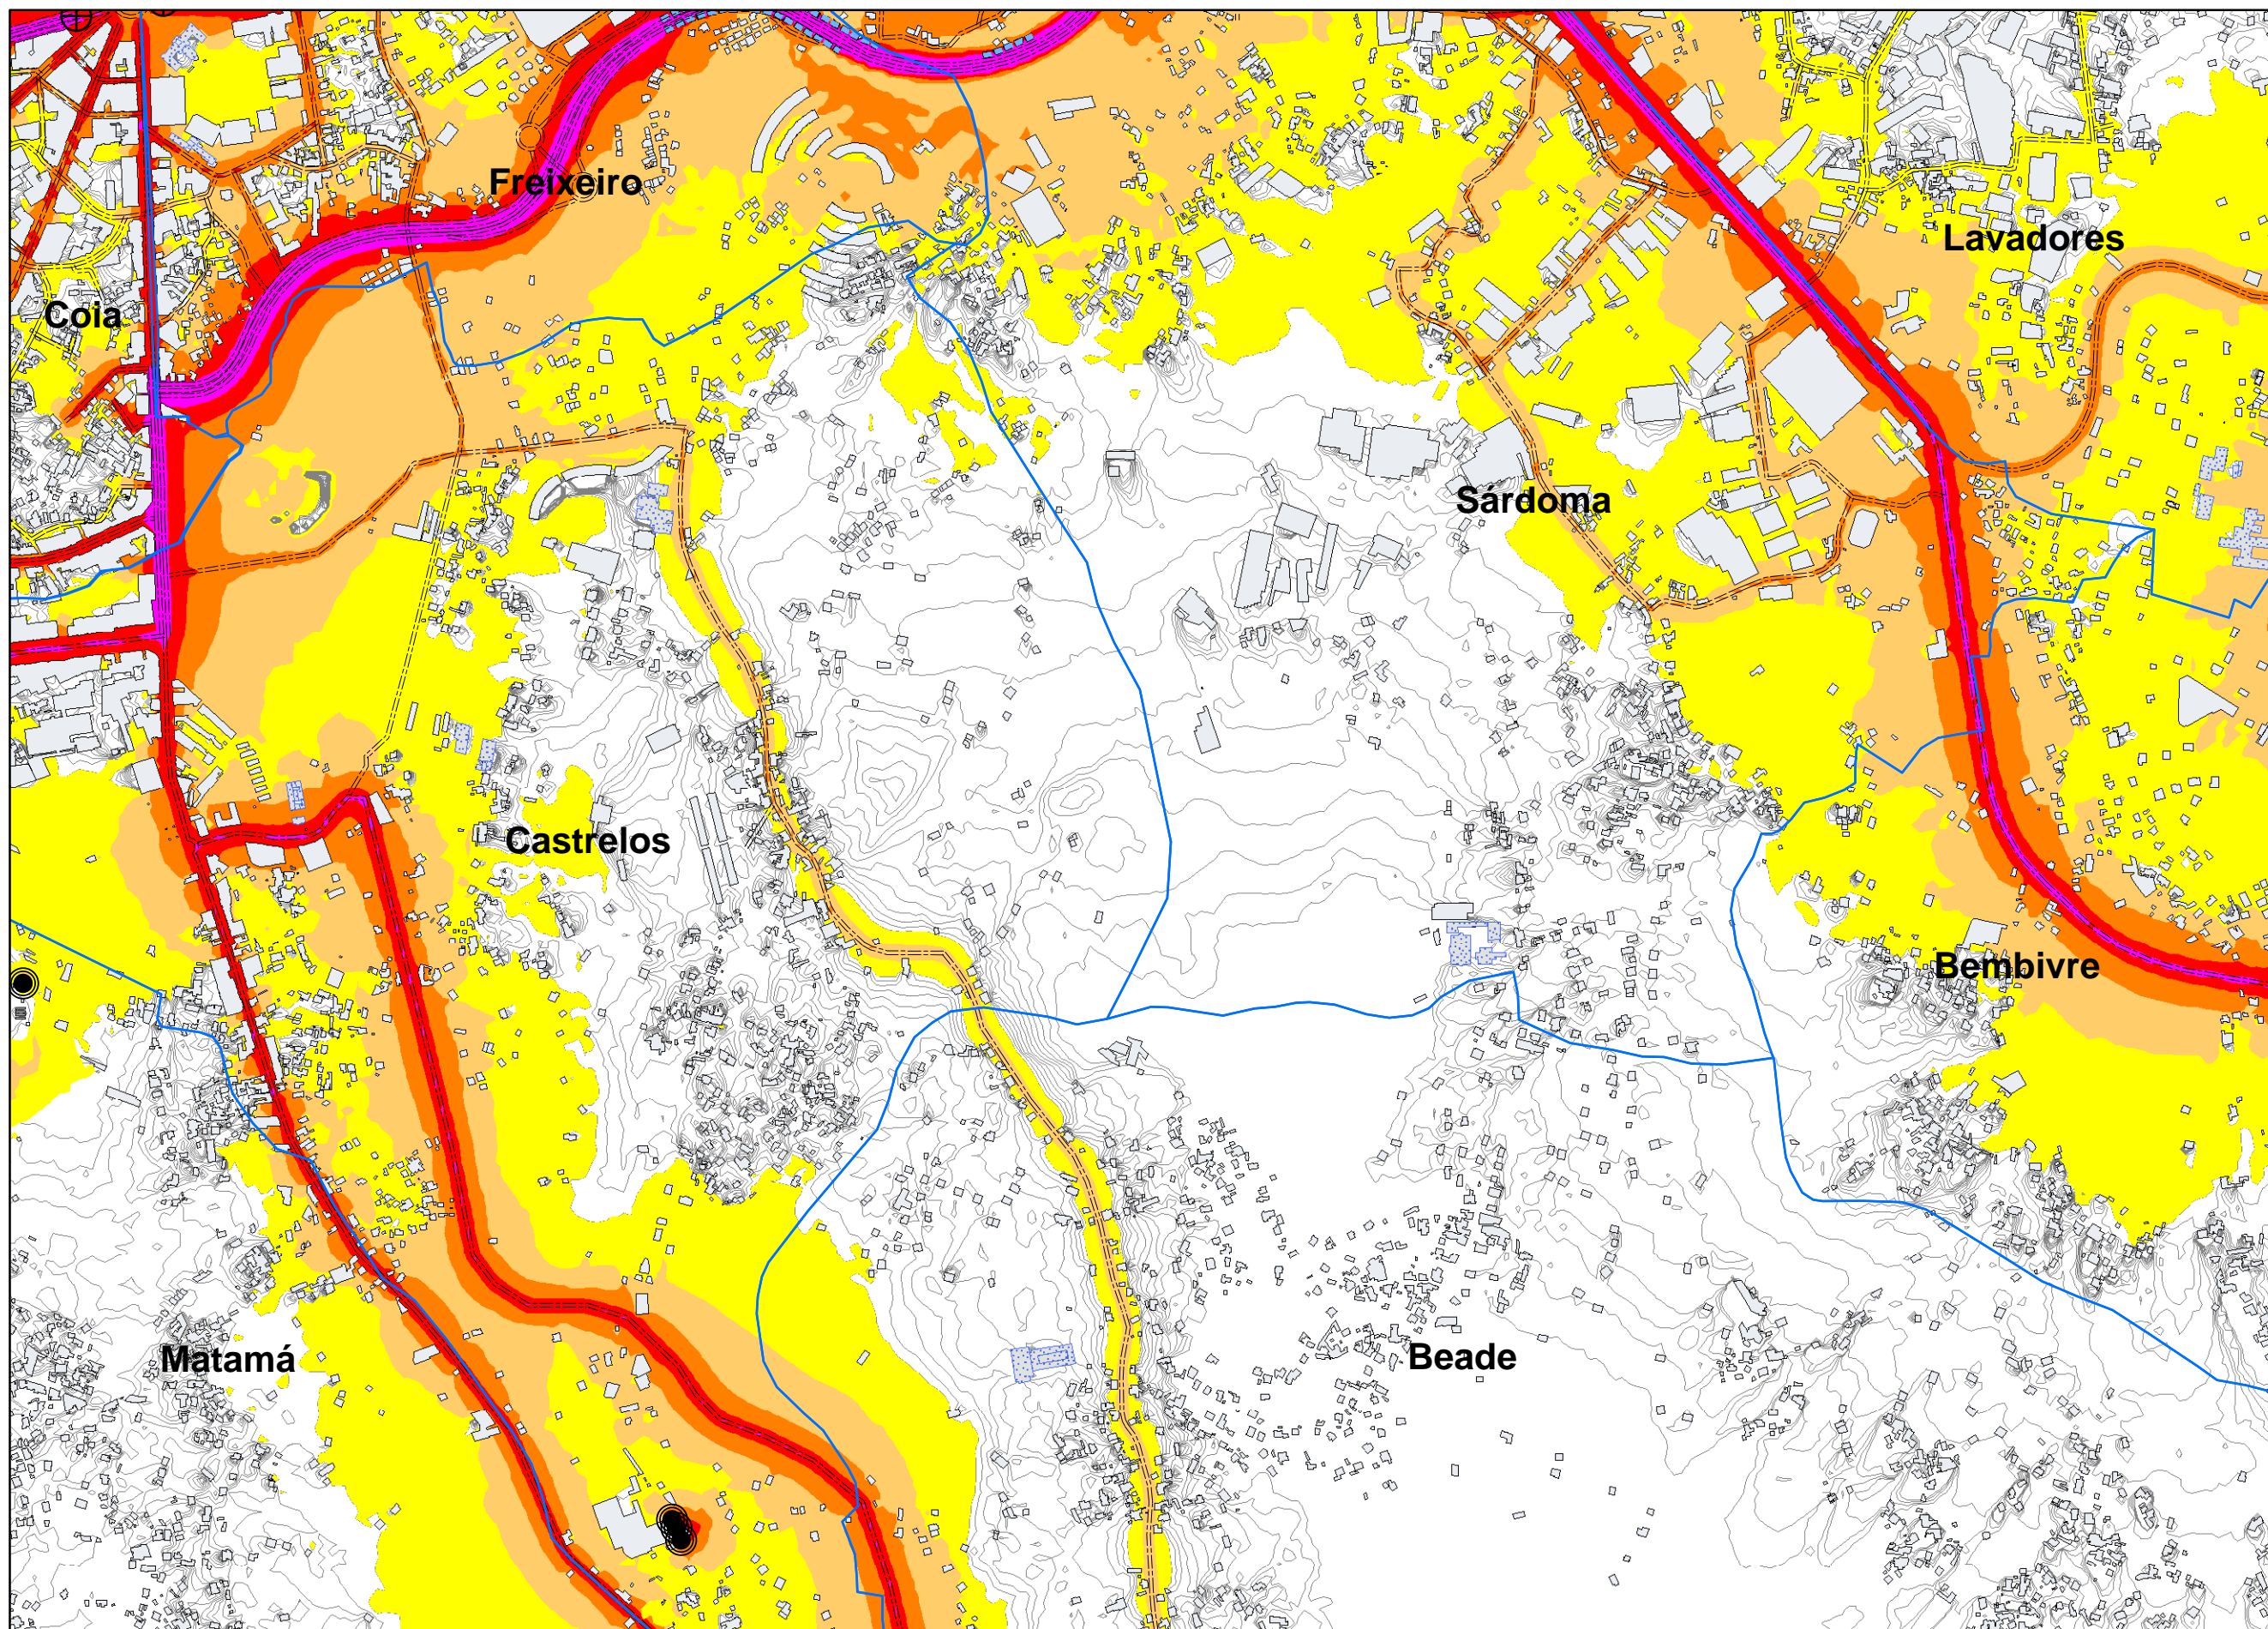 Freixeiro
Lavadores
Coia
Sárdoma
Castrelos
Bembivre
Matamá
Beade